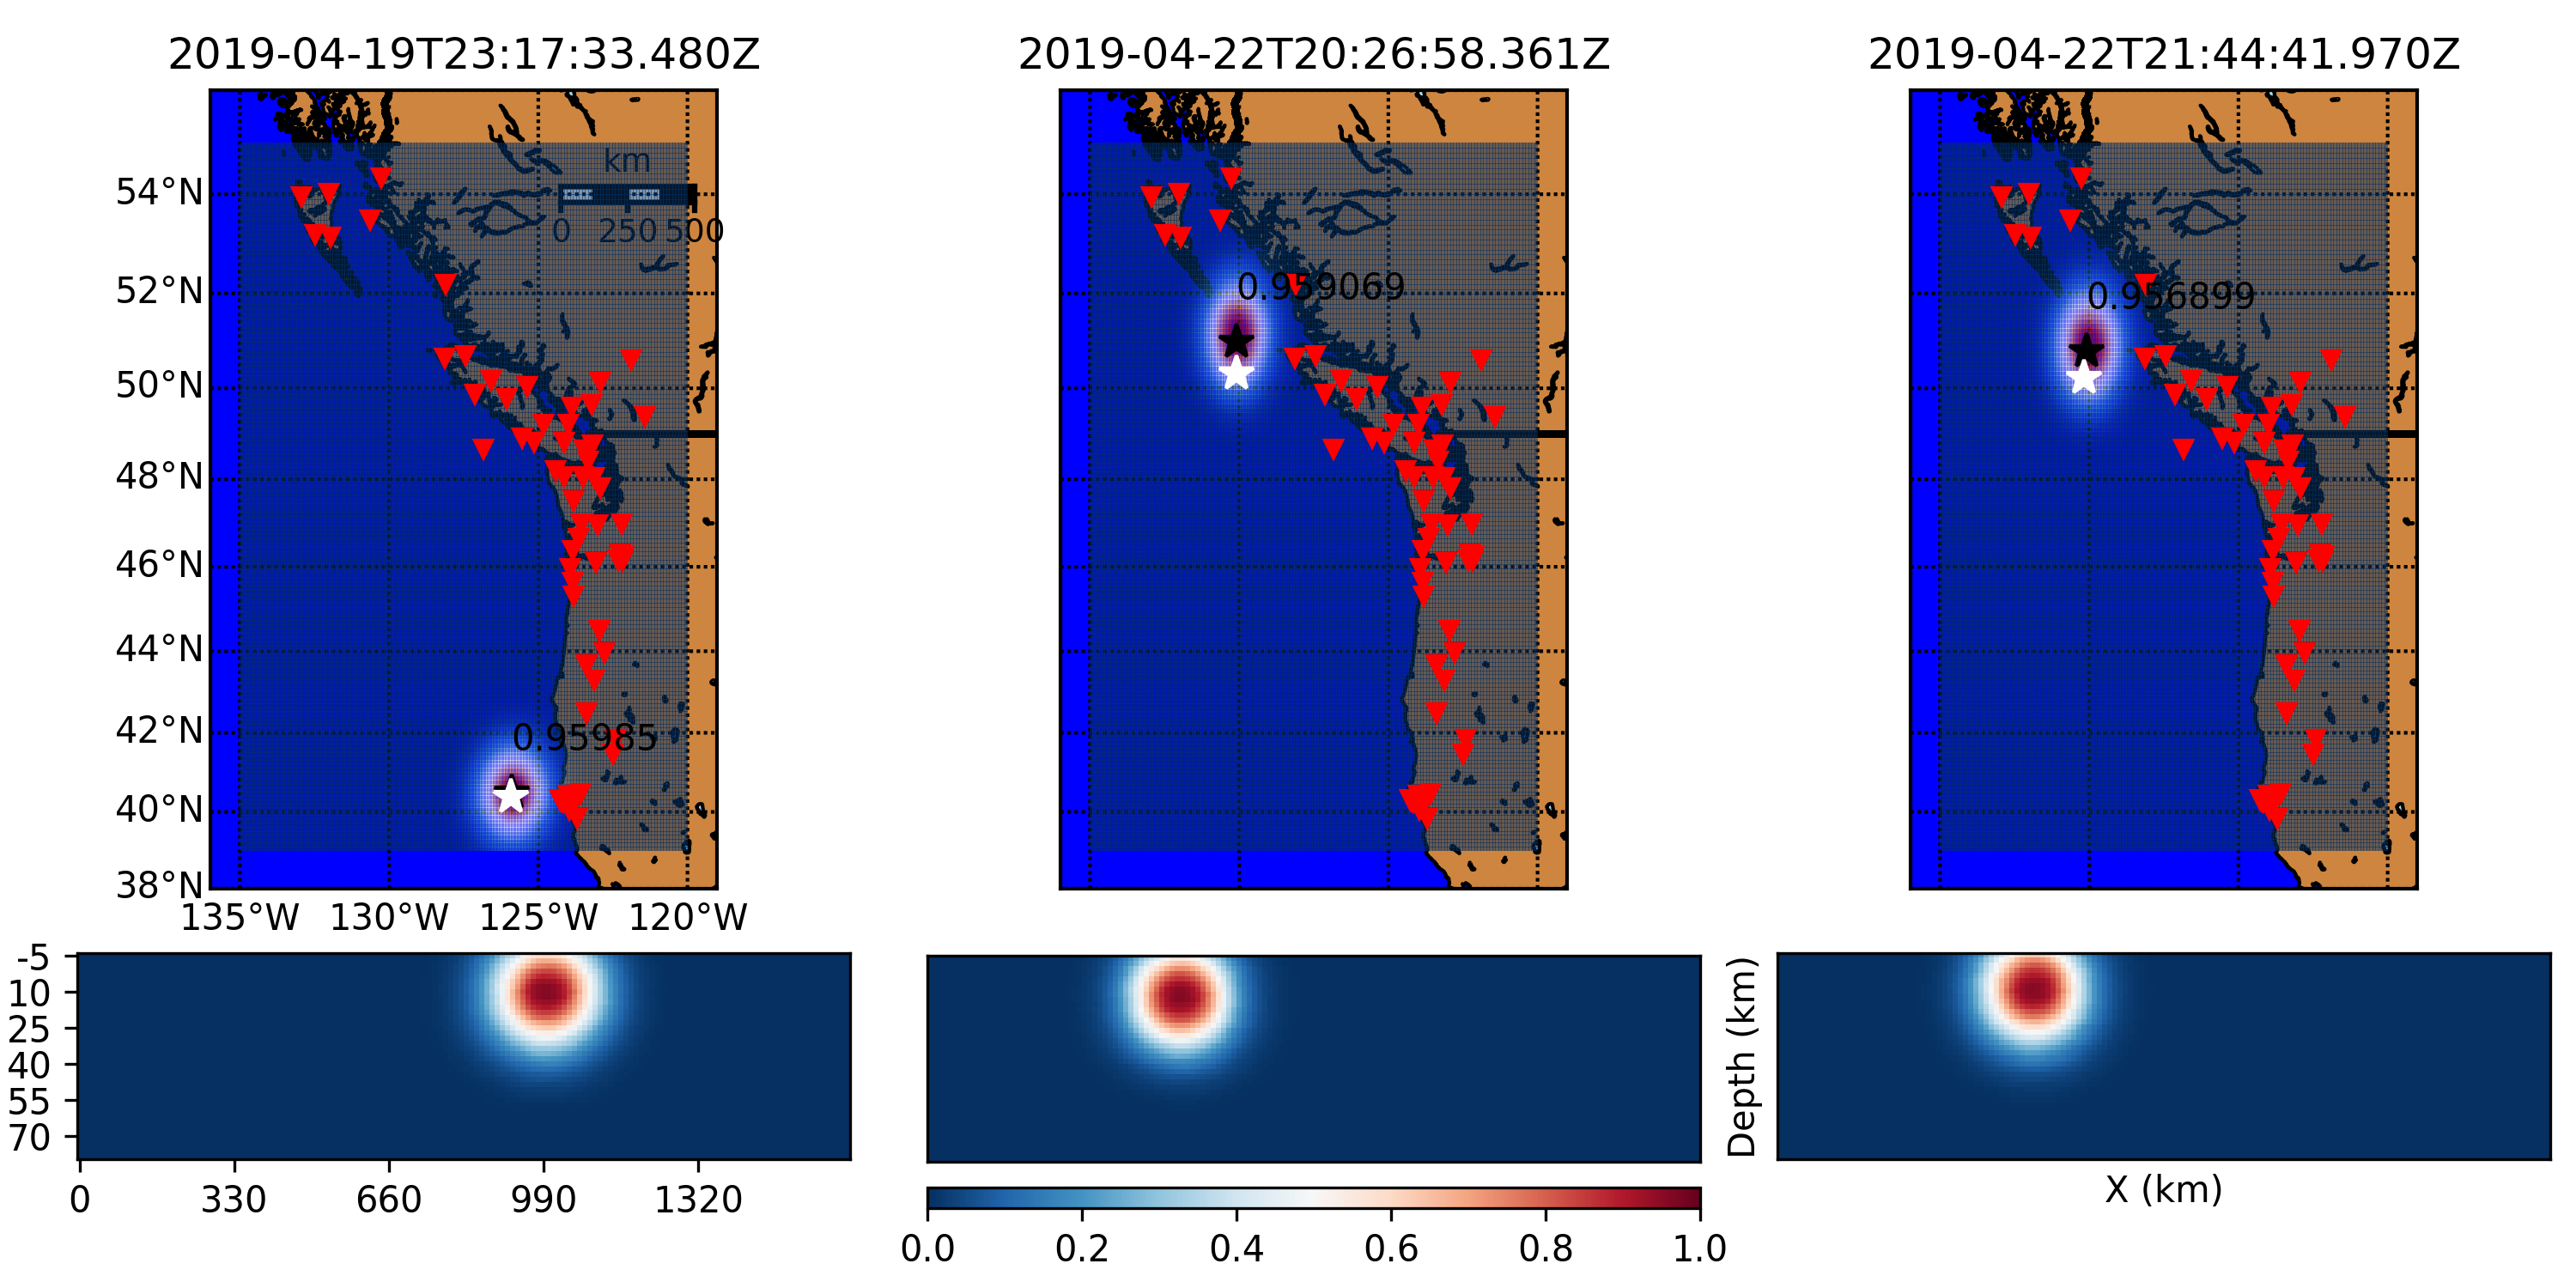 2019-04-19T23:17:33.480Z
2019-04-22T20:26:58.361Z
2019-04-22T21:44:41.970Z
km
0 250 500
54°N
52°N
50°N
48°N
46°N
44°N
42°N
40°N
38°N
135°W 130°W 125°W 120°W
0.95985
0.959069
0.956899
-5
10
25
40
55
70
0 330 660 990 1320
0.0 0.2 0.4 0.6 0.8 1.0
Depth (km)
X (km)